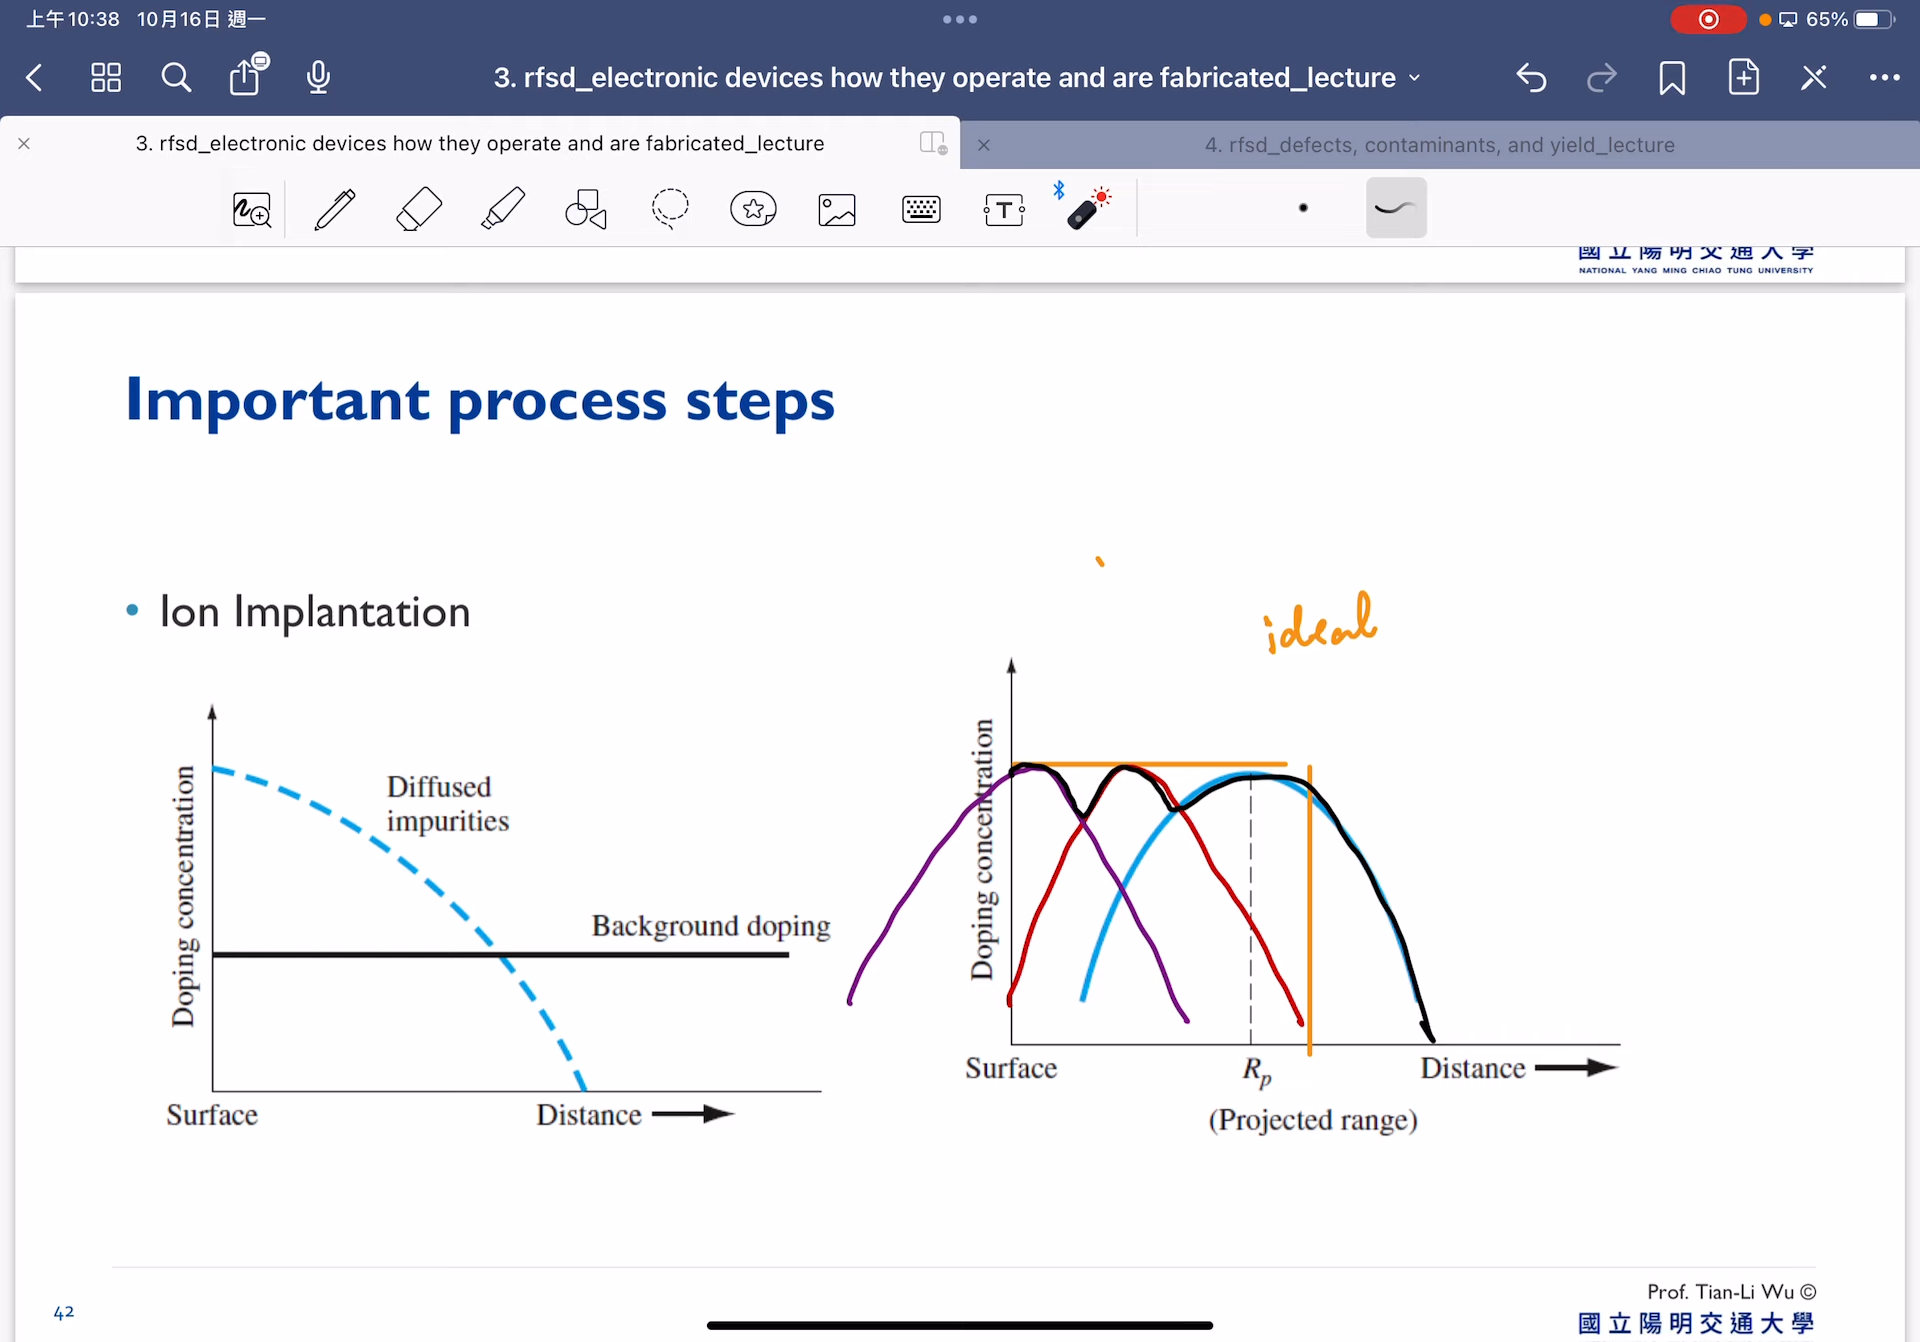 上午10:38 10月16日 週一
65%
3. rfsd_electronic devices how they operate and are fabricated_lecture
3. rfsd_electronic devices how they operate and are fabricated_lecture
4. rfsd_defects, contaminants, and yield_lecture
T
國立陽明交通大學
NATIONAL YANG MING CHIAO TUNG UNIVERSITY
Important process steps
• Ion Implantation
ideal
Doping concentration
Diffused
impurities
Background doping
Surface
Distance
Doping concentration
Surface
Rp
Distance
(Projected range)
Prof. Tian-Li Wu ©
42
國立陽明交通大學